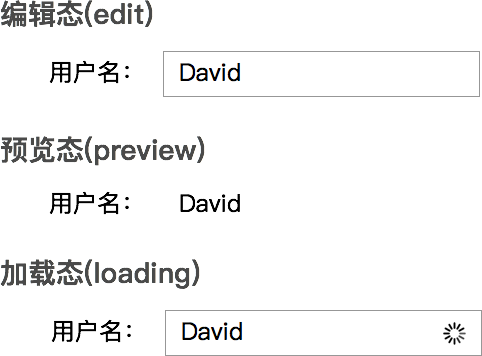 编辑态(edit)
用户名： David
预览态(preview)
用户名： David
加载态(loading)
用户名： David